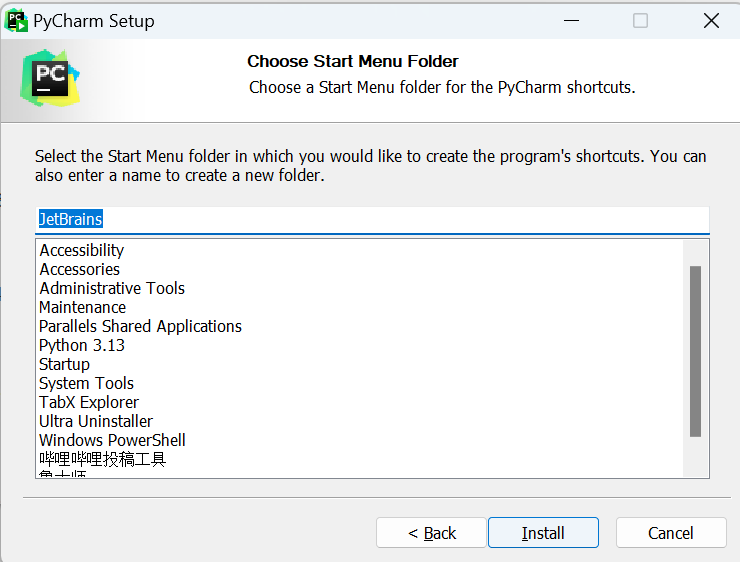 PyCharm Setup
PC
Choose Start Menu Folder
Choose a Start Menu folder for the PyCharm shortcuts.
Select the Start Menu folder in which you would like to create the program's shortcuts. You can
also enter a name to create a new folder.
JetBrains
Accessibility
Accessories
Administrative Tools
Maintenance
Parallels Shared Applications
Python 3.13
Startup
System Tools
TabX Explorer
Ultra Uninstaller
Windows PowerShell
哔哩哔哩投稿工具
< Back
Install
Cancel